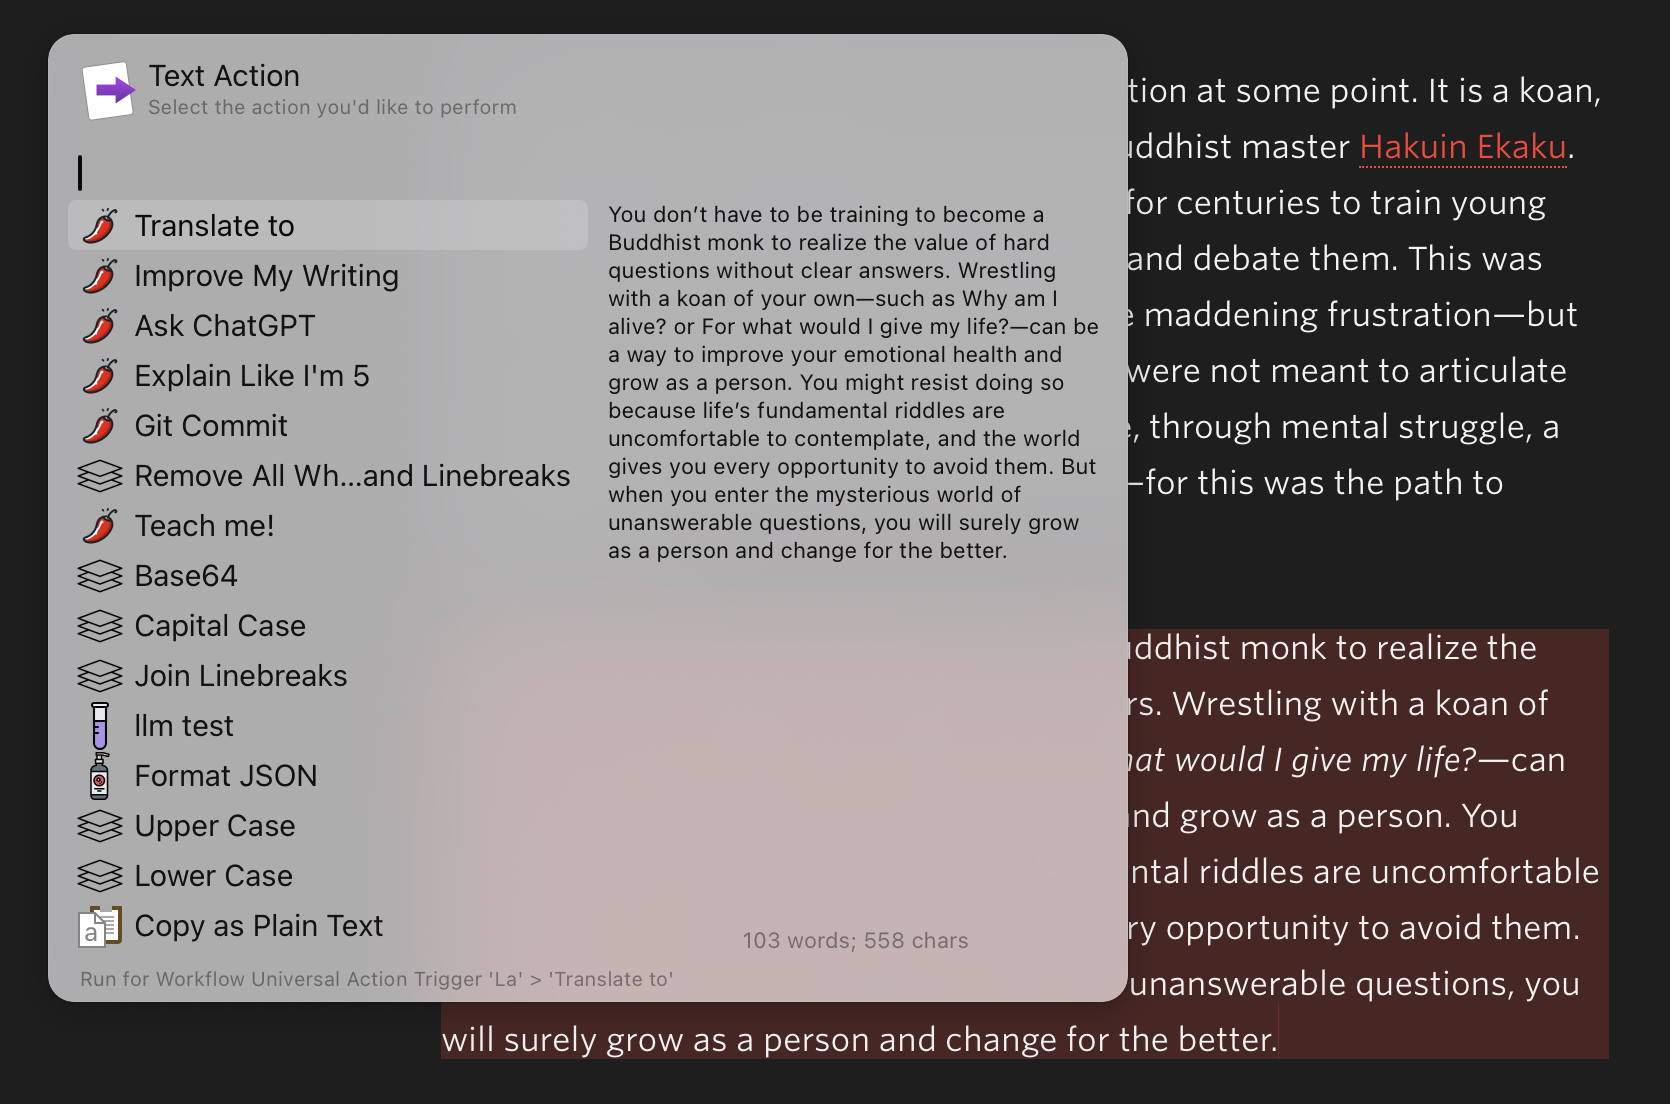 Text Action
Select the action you'd like to perform
Translate to
Improve My Writing
Ask ChatGPT
Explain Like I'm 5
Git Commit
Remove All Wh...and Linebreaks
Teach me!
Base64
Capital Case
Join Linebreaks
llm test
Format JSON
Upper Case
Lower Case
a
Copy as Plain Text
You don’t have to be training to become a
Buddhist monk to realize the value of hard
questions without clear answers. Wrestling
with a koan of your own—such as Why am I
alive? or For what would I give my life?—can be
a way to improve your emotional health and
grow as a person. You might resist doing so
because life’s fundamental riddles are
uncomfortable to contemplate, and the world
gives you every opportunity to avoid them. But
when you enter the mysterious world of
unanswerable questions, you will surely grow
as a person and change for the better.
103 words; 558 chars
Run for Workflow Universal Action Trigger 'La' > 'Translate to'
tion at some point. It is a koan,
uddhist master Hakuin Ekaku.
for centuries to train young
and debate them. This was
maddening frustration—but
were not meant to articulate
, through mental struggle, a
—for this was the path to
uddhist monk to realize the
rs. Wrestling with a koan of
hat would I give my life?—can
and grow as a person. You
ntal riddles are uncomfortable
ry opportunity to avoid them.
unanswerable questions, you
will surely grow as a person and change for the better.